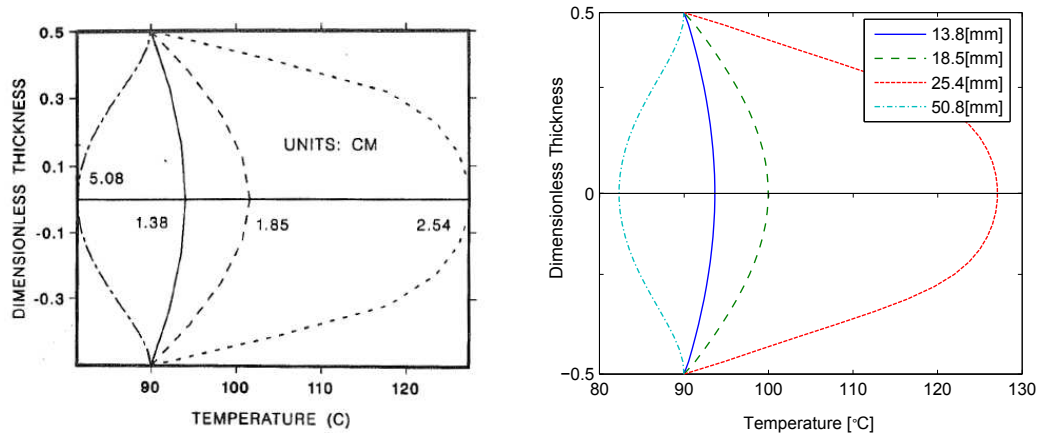 0.5
0.3
0.1
-0.1
-0.3
DIMENSIONLESS THICKNESS
UNITS: CM
5.08
1.38
1.85
2.54
90
100
110
120
TEMPERATURE (C)
0.5
0
−0.5
Dimensionless Thickness
13.8[mm]
18.5[mm]
25.4[mm]
50.8[mm]
80
90
100
110
120
130
Temperature [°C]